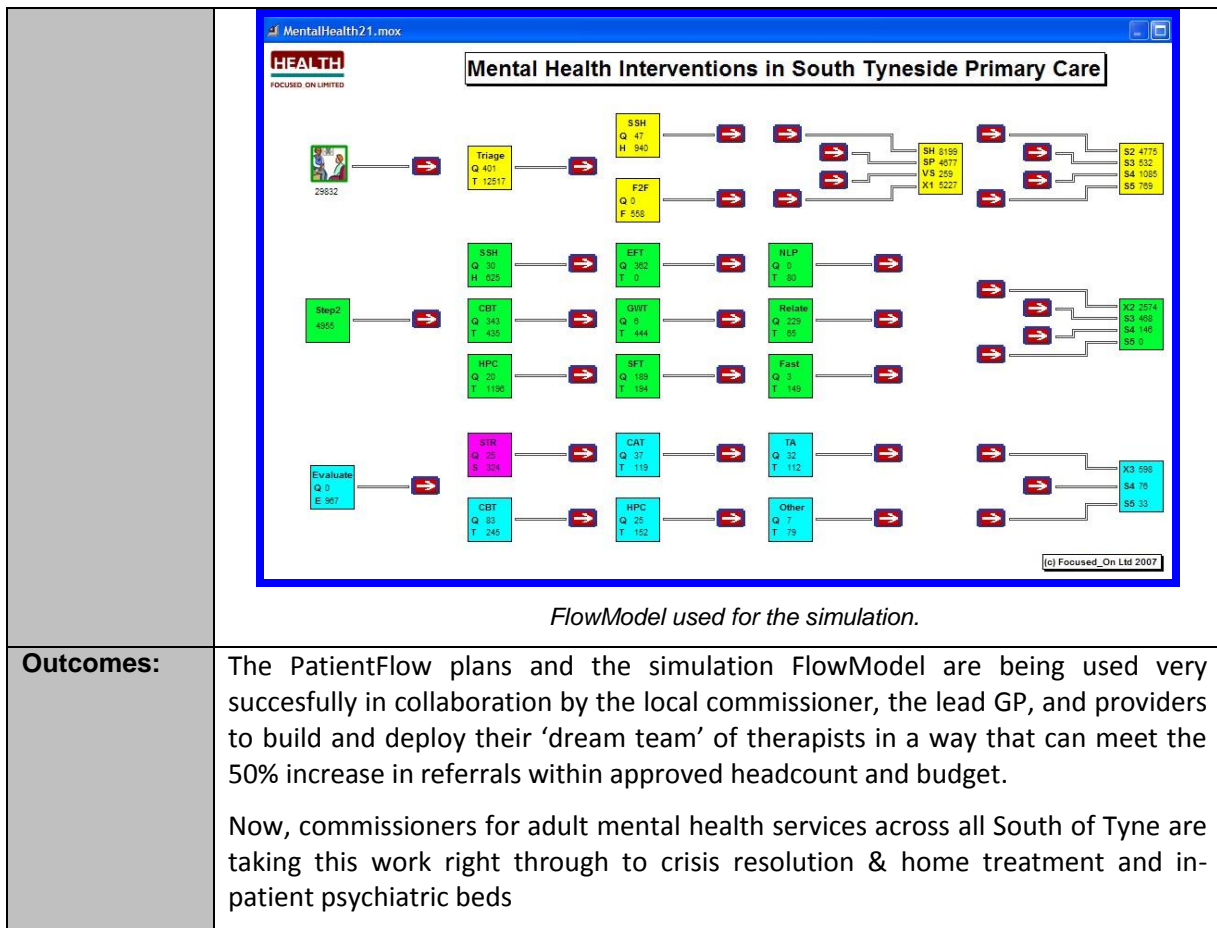 MentalHealth21.mox
HEALTH
FOCUSED_ON LIMITED
Mental Health Interventions in South Tyneside Primary Care
29832
Triage
Q 401
T 12517
SSH
Q 47
H 940
F2F
Q 0
F 558
SH 8199
SP 4677
VS 259
X1 5227
S2 4775
S3 532
S4 1085
S5 769
Step2
4955
SSH
Q 30
H 625
EFT
Q 362
T 0
NLP
Q 0
T 80
CBT
Q 343
T 435
GWT
Q 6
T 444
Relate
Q 229
T 65
HPC
Q 20
T 1196
SFT
Q 189
T 194
Fast
Q 3
T 149
X2 2574
S3 468
S4 146
S5 0
Evaluate
Q 0
E 967
STR
Q 25
S 324
CAT
Q 37
T 119
TA
Q 32
T 112
CBT
Q 83
T 245
HPC
Q 25
T 152
Other
Q 7
T 79
X3 598
S4 76
S5 33
(c) Focused_On Ltd 2007
FlowModel used for the simulation.
Outcomes:
The PatientFlow plans and the simulation FlowModel are being used very
succesfully in collaboration by the local commissioner, the lead GP, and providers
to build and deploy their ‘dream team’ of therapists in a way that can meet the
50% increase in referrals within approved headcount and budget.
Now, commissioners for adult mental health services across all South of Tyne are
taking this work right through to crisis resolution & home treatment and in-
patient psychiatric beds